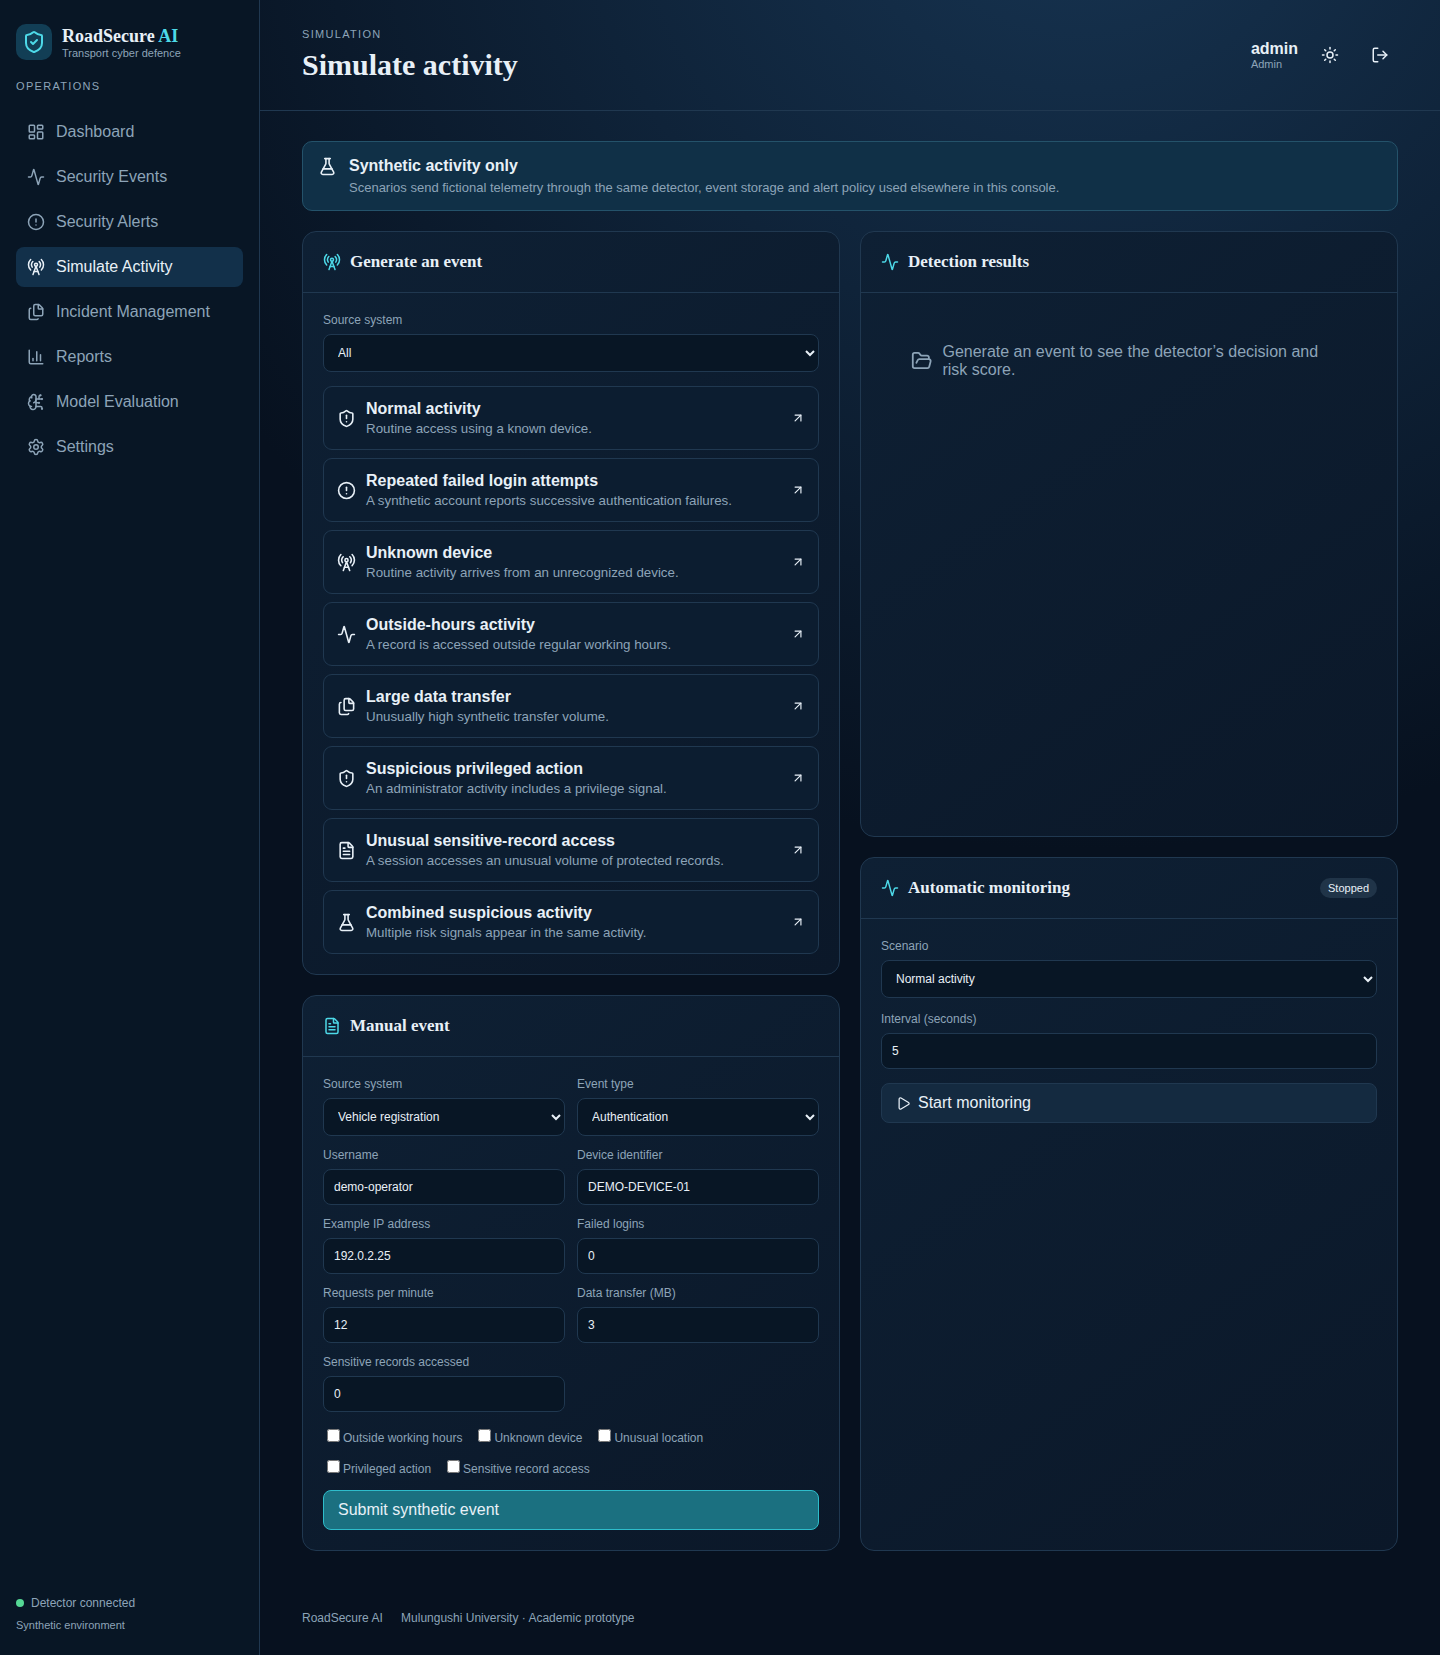 RoadSecure AI
Transport cyber defence
OPERATIONS
Dashboard
Security Events
Security Alerts
Simulate Activity
Incident Management
Reports
Model Evaluation
Settings
Detector connected
Synthetic environment
SIMULATION
Simulate activity
admin
Admin
Synthetic activity only
Scenarios send fictional telemetry through the same detector, event storage and alert policy used elsewhere in this console.
Generate an event
Source system
All
Normal activity
Routine access using a known device.
Repeated failed login attempts
A synthetic account reports successive authentication failures.
Unknown device
Routine activity arrives from an unrecognized device.
Outside-hours activity
A record is accessed outside regular working hours.
Large data transfer
Unusually high synthetic transfer volume.
Suspicious privileged action
An administrator activity includes a privilege signal.
Unusual sensitive-record access
A session accesses an unusual volume of protected records.
Combined suspicious activity
Multiple risk signals appear in the same activity.
Detection results
Generate an event to see the detector’s decision and
risk score.
Automatic monitoring
Stopped
Scenario
Normal activity
Interval (seconds)
5
Start monitoring
Manual event
Source system
Event type
Vehicle registration
Authentication
Username
Device identifier
demo-operator
DEMO-DEVICE-01
Example IP address
Failed logins
192.0.2.25
0
Requests per minute
Data transfer (MB)
12
3
Sensitive records accessed
0
Outside working hours
Unknown device
Unusual location
Privileged action
Sensitive record access
Submit synthetic event
RoadSecure AI
Mulungushi University · Academic prototype